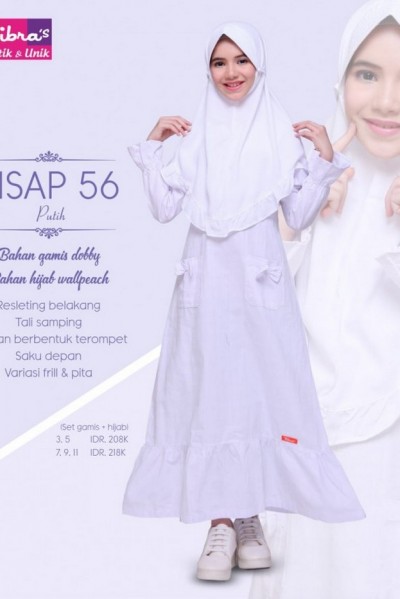 ibra's
tik & Unik
ISAP 56
Putih
Bahan gamis dobby
ahan hijab wallpeach
Resleting belakang
Tali samping
an berbentuk terompet
Saku depan
Variasi frill & pita
(Set gamis + hijab)
3, 5 IDR. 208K
7, 9, 11 IDR. 218K